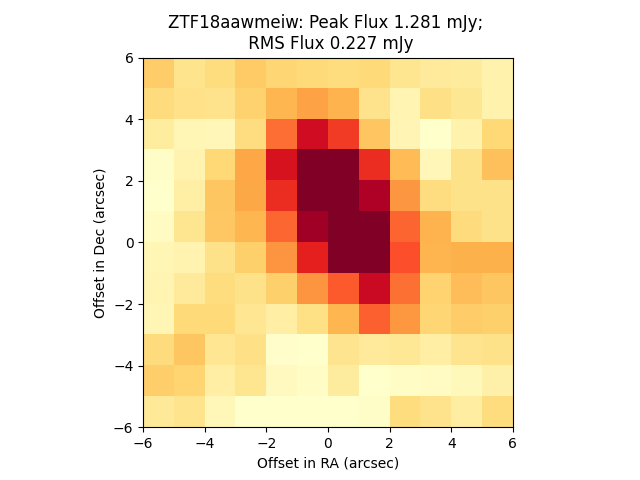 ZTF18aawmeiw: Peak Flux 1.281 mJy;
RMS Flux 0.227 mJy
6
4
2
0
−2
−4
−6
Offset in Dec (arcsec)
−6 −4 −2 0 2 4 6
Offset in RA (arcsec)